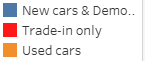 New cars & Demo..
Trade-in only
Used cars